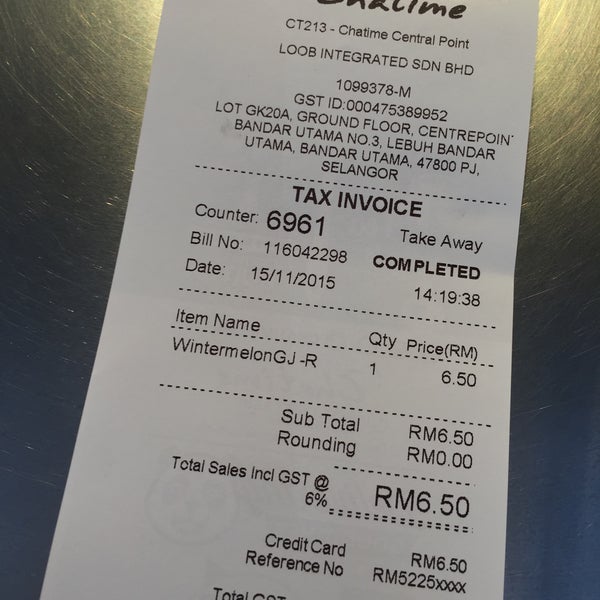 Chatime
CT213 - Chatime Central Point
LOOB INTEGRATED SDN BHD
1099378-M
GST ID:000475389952
LOT GK20A, GROUND FLOOR, CENTREPOIN
BANDAR UTAMA NO.3, LEBUH BANDAR
UTAMA, BANDAR UTAMA, 47800 PJ,
SELANGOR
TAX INVOICE
Counter: 6961 Take Away
Bill No: 116042298 COMPLETED
Date: 15/11/2015 14:19:38
Item Name Qty Price(RM)
WintermelonGJ -R 1 6.50
Sub Total RM6.50
Rounding RM0.00
Total Sales Incl GST @
6% RM6.50
Credit Card RM6.50
Reference No RM5225xxxx
Total GST